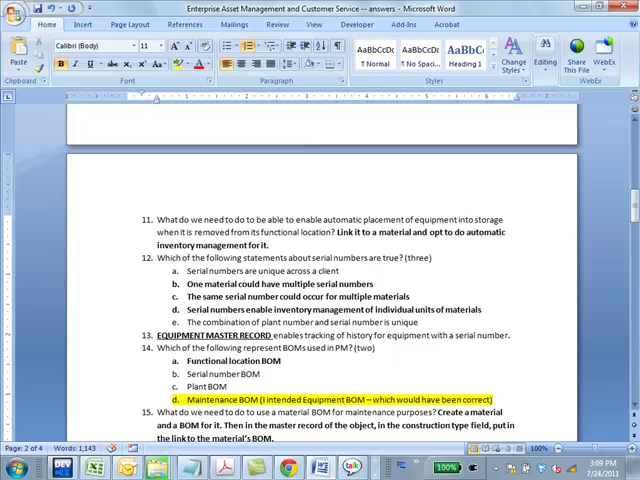 Enterprise Asset Management and Customer Service -- answers - Microsoft Word
Home Insert Page Layout References Mailings Review View Developer Add-Ins Acrobat
Calibri (Body) 11
AaBbCcDc AaBbCcDc AaBbC
Paste ¶ Normal ¶ No Spaci... Heading 1 Change Styles Editing Share This File WebEx
Clipboard Font Paragraph Styles WebEx
11. What do we need to do to be able to enable automatic placement of equipment into storage
when it is removed from its functional location? Link it to a material and opt to do automatic
inventory management for it.
12. Which of the following statements about serial numbers are true? (three)
a. Serial numbers are unique across a client
b. One material could have multiple serial numbers
c. The same serial number could occur for multiple materials
d. Serial numbers enable inventory management of individual units of materials
e. The combination of plant number and serial number is unique
13. EQUIPMENT MASTER RECORD enables tracking of history for equipment with a serial number.
14. Which of the following represent BOMs used in PM? (two)
a. Functional location BOM
b. Serial number BOM
c. Plant BOM
d. Maintenance BOM (I intended Equipment BOM – which would have been correct)
15. What do we need to do to use a material BOM for maintenance purposes? Create a material
and a BOM for it. Then in the master record of the object, in the construction type field, put in
the link to the material's BOM.
Page: 2 of 4 Words: 1,143 100%
DEV talk 100% 3:09 PM
7/24/2011